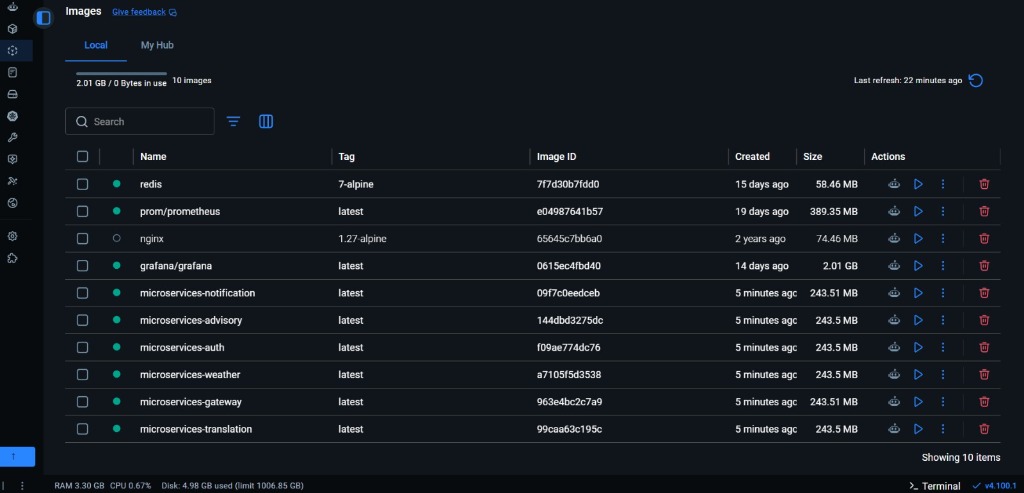 Images Give feedback
Local My Hub
2.01 GB / 0 Bytes in use 10 images Last refresh: 22 minutes ago
Search
Name Tag Image ID Created Size Actions
redis 7-alpine 7f7d30b7fdd0 15 days ago 58.46 MB
prom/prometheus latest e04987641b57 19 days ago 389.35 MB
nginx 1.27-alpine 65645c7bb6a0 2 years ago 74.46 MB
grafana/grafana latest 0615ec4fbd40 14 days ago 2.01 GB
microservices-notification latest 09f7c0eedceb 5 minutes agc 243.51 MB
microservices-advisory latest 144dbd3275dc 5 minutes agc 243.5 MB
microservices-auth latest f09ae774dc76 5 minutes agc 243.5 MB
microservices-weather latest a7105f5d3538 5 minutes agc 243.5 MB
microservices-gateway latest 963e4bc2c7a9 5 minutes agc 243.51 MB
microservices-translation latest 99caa63c195c 5 minutes agc 243.5 MB
Showing 10 items
RAM 3.30 GB CPU 0.67% Disk: 4.98 GB used (limit 1006.85 GB) >_ Terminal v4.100.1